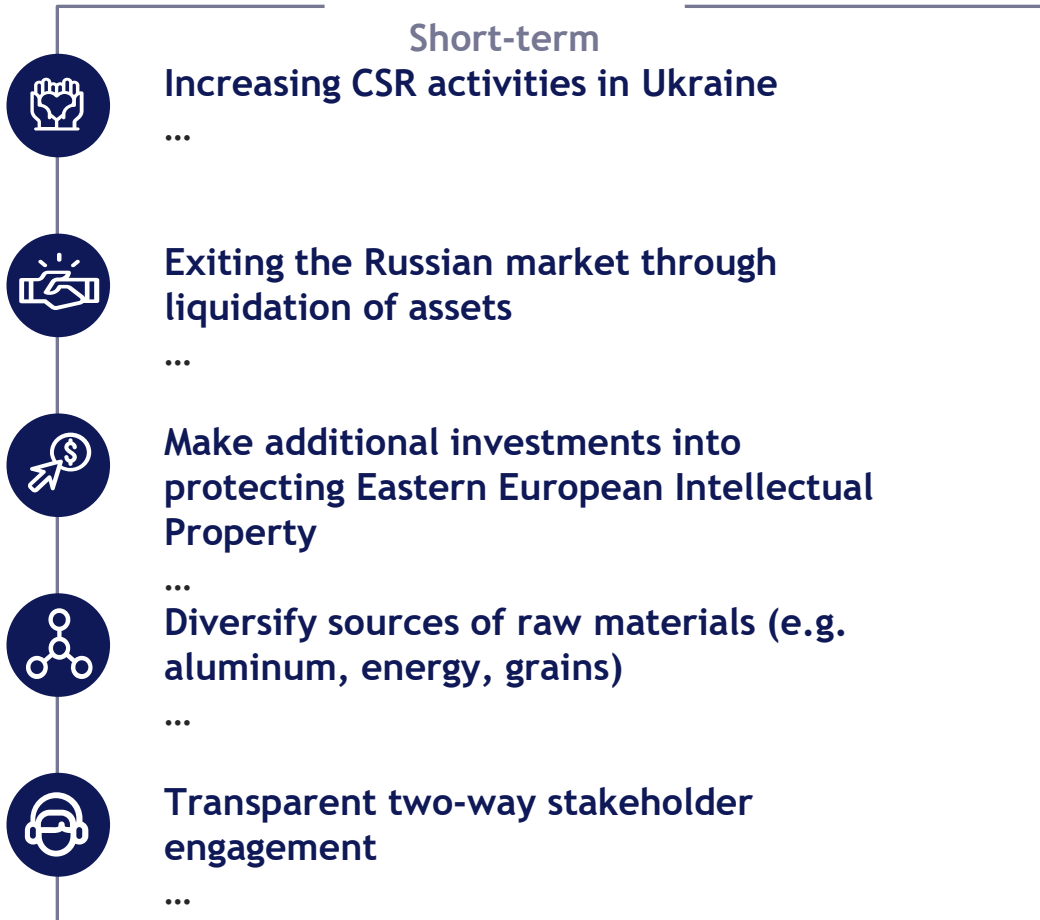 Short-term
Increasing CSR activities in Ukraine
…
Exiting the Russian market through
liquidation of assets
…
Make additional investments into
protecting Eastern European Intellectual
Property
…
Diversify sources of raw materials (e.g.
aluminum, energy, grains)
…
Transparent two-way stakeholder
engagement
…